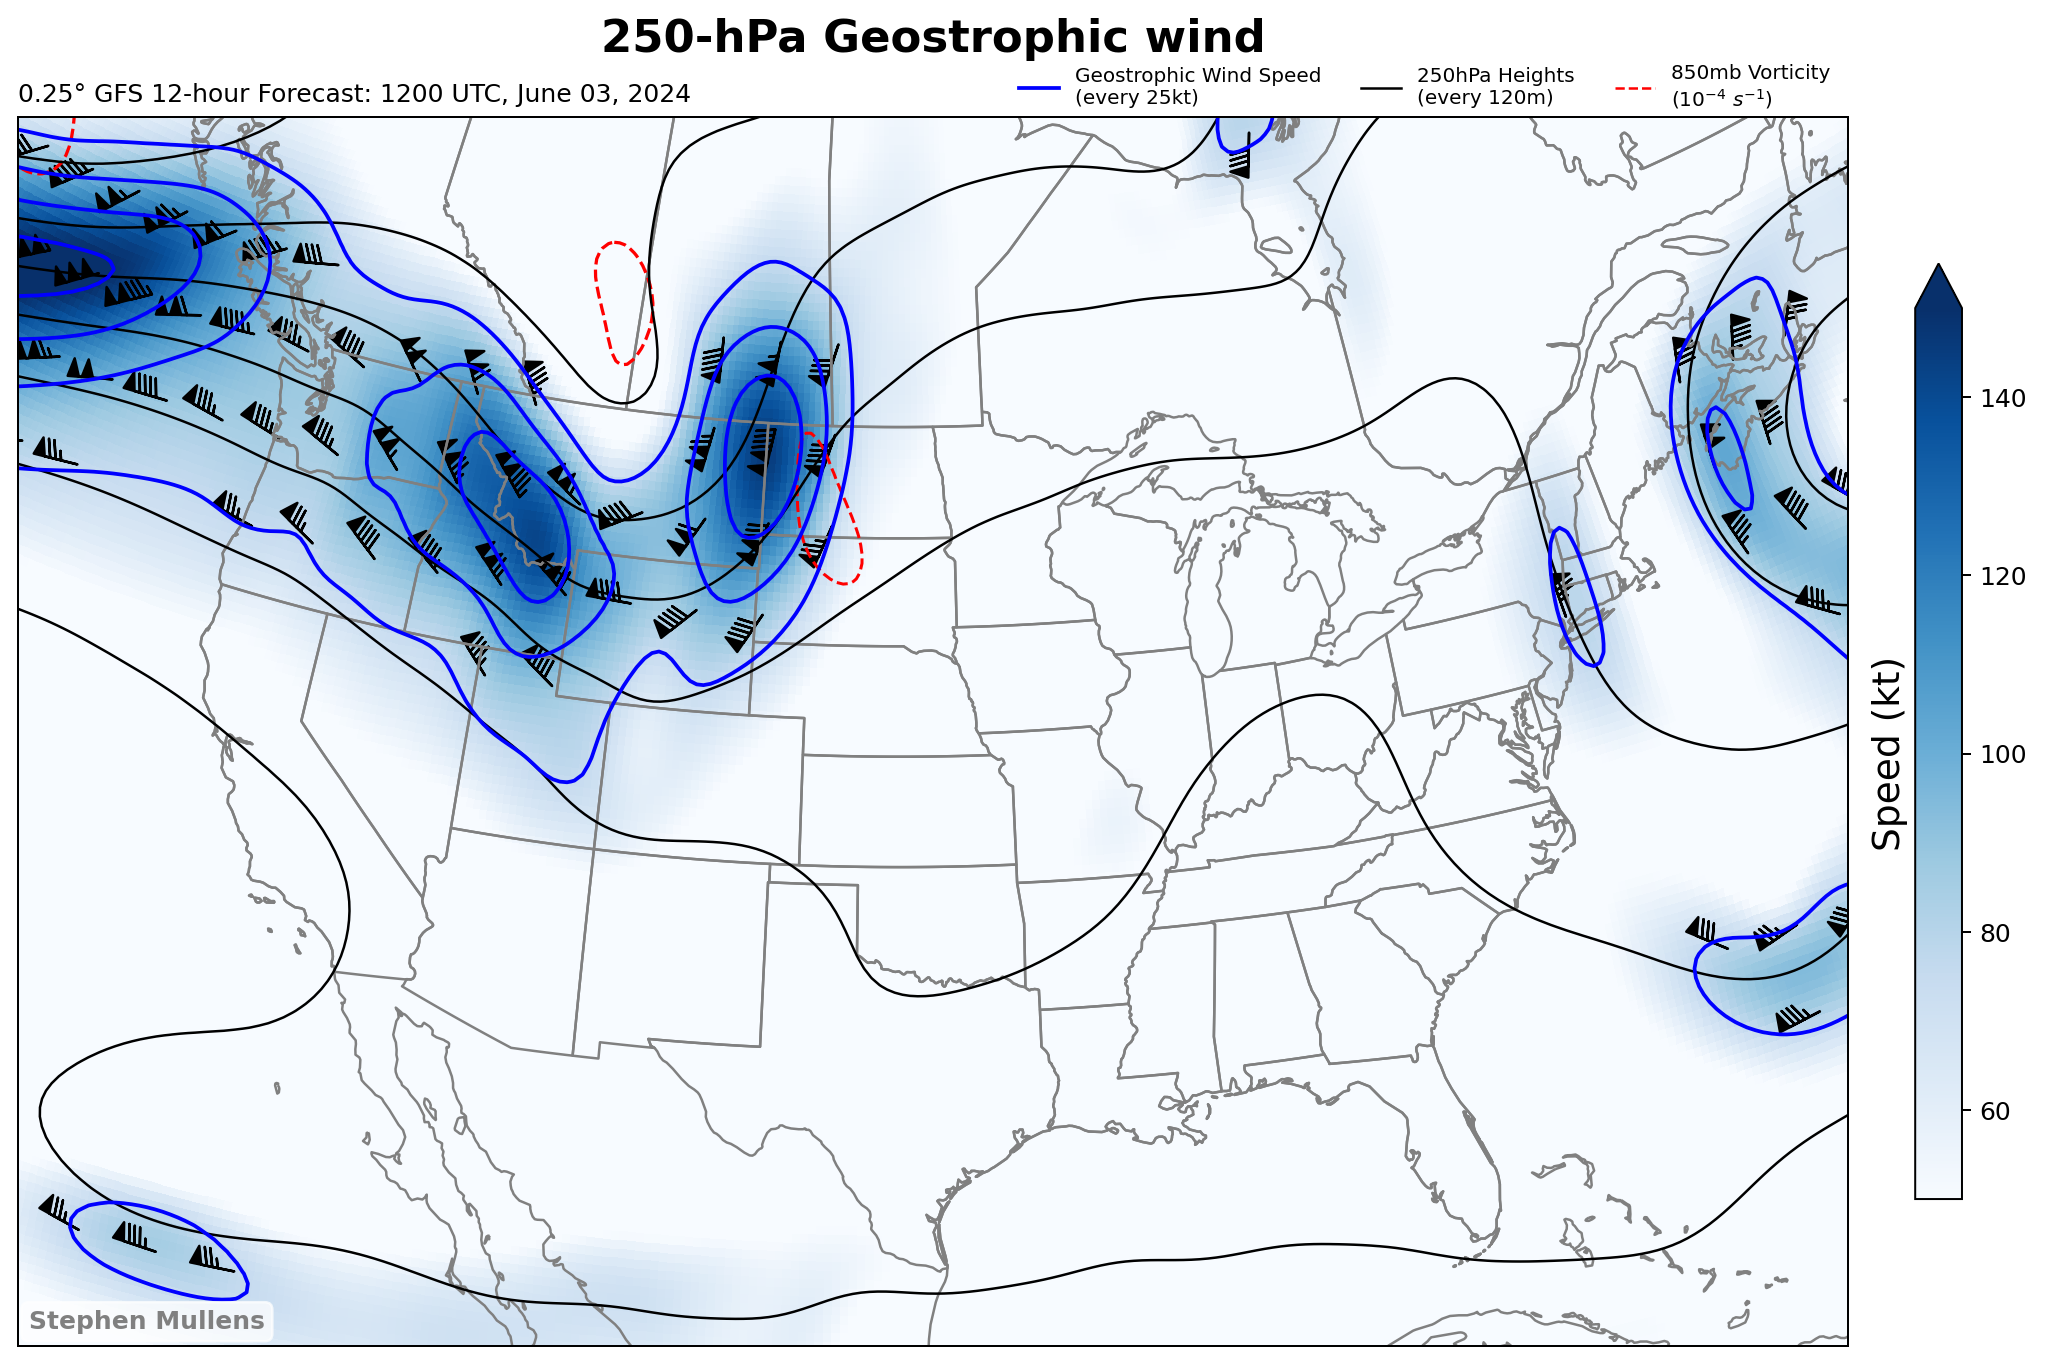 250-hPa Geostrophic wind
0.25° GFS 12-hour Forecast: 1200 UTC, June 03, 2024
Geostrophic Wind Speed
(every 25kt)
250hPa Heights
(every 120m)
850mb Vorticity
(10⁻⁴ s⁻¹)
140
120
100
80
60
Speed (kt)
Stephen Mullens